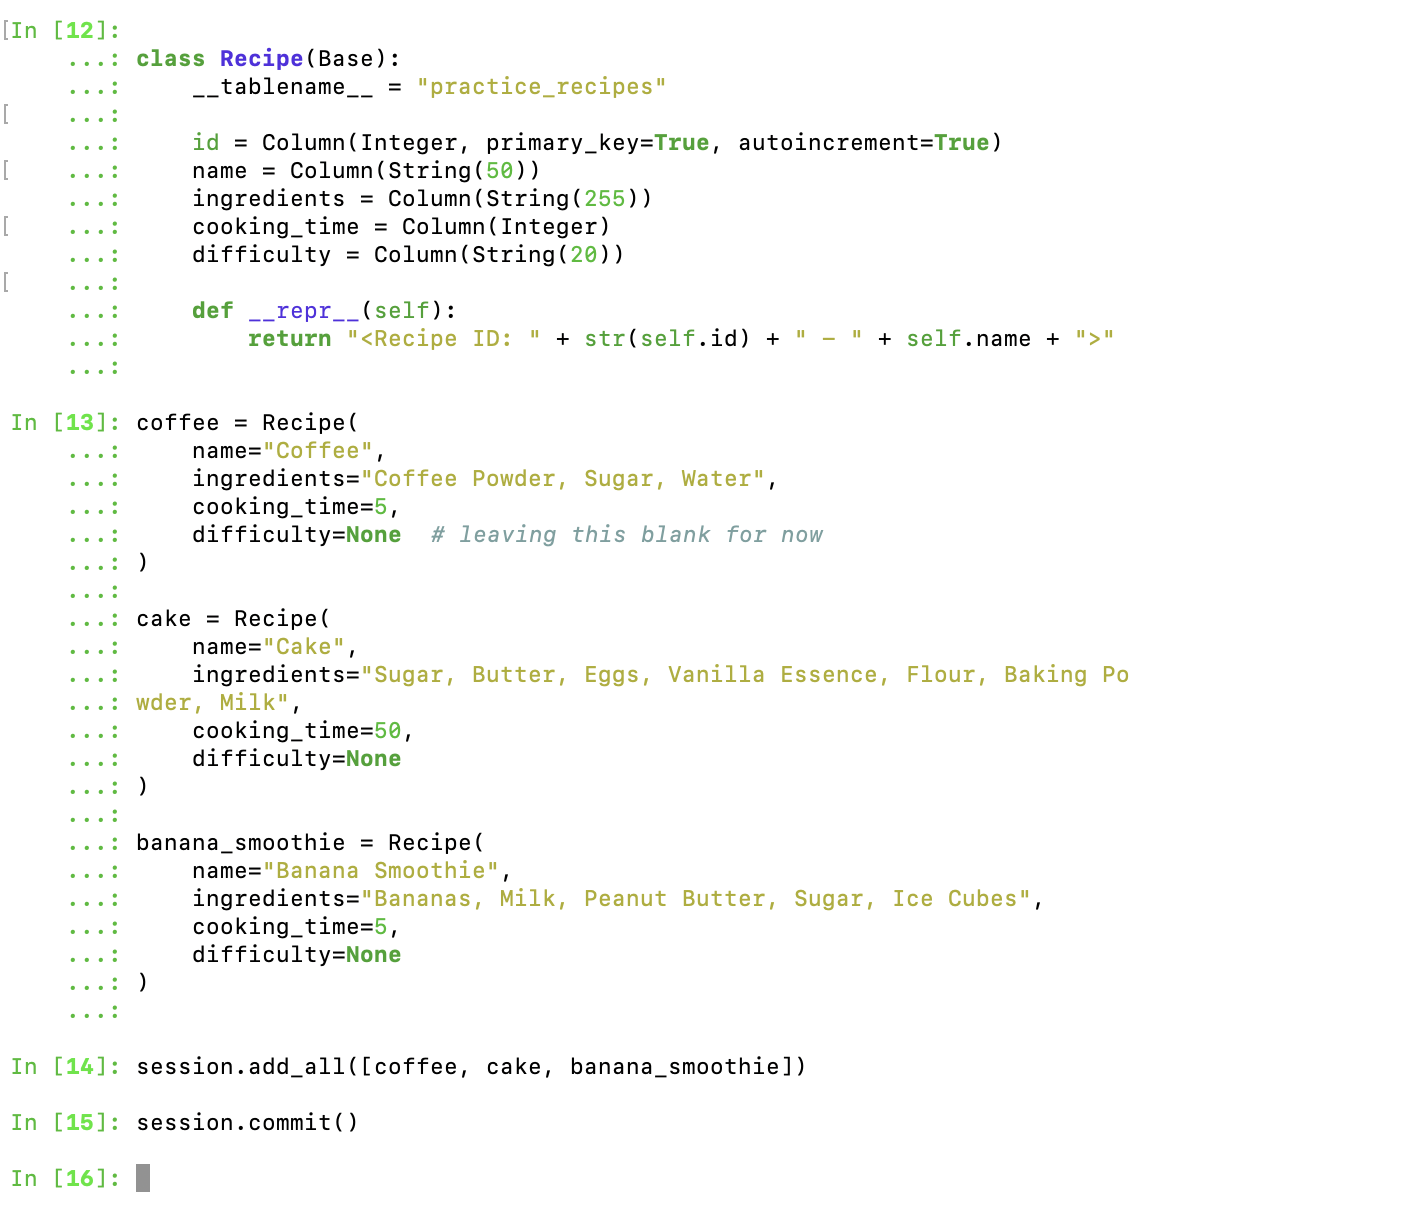 [In [12]:
    ...: class Recipe(Base):
    ...:     __tablename__ = "practice_recipes"
[    ...:
    ...:     id = Column(Integer, primary_key=True, autoincrement=True)
[    ...:     name = Column(String(50))
    ...:     ingredients = Column(String(255))
[    ...:     cooking_time = Column(Integer)
    ...:     difficulty = Column(String(20))
[    ...:
    ...:     def __repr__(self):
    ...:         return "<Recipe ID: " + str(self.id) + " – " + self.name + ">"
    ...:
In [13]: coffee = Recipe(
    ...:     name="Coffee",
    ...:     ingredients="Coffee Powder, Sugar, Water",
    ...:     cooking_time=5,
    ...:     difficulty=None  # leaving this blank for now
    ...: )
    ...:
    ...: cake = Recipe(
    ...:     name="Cake",
    ...:     ingredients="Sugar, Butter, Eggs, Vanilla Essence, Flour, Baking Po
    ...: wder, Milk",
    ...:     cooking_time=50,
    ...:     difficulty=None
    ...: )
    ...:
    ...: banana_smoothie = Recipe(
    ...:     name="Banana Smoothie",
    ...:     ingredients="Bananas, Milk, Peanut Butter, Sugar, Ice Cubes",
    ...:     cooking_time=5,
    ...:     difficulty=None
    ...: )
    ...:
In [14]: session.add_all([coffee, cake, banana_smoothie])
In [15]: session.commit()
In [16]: